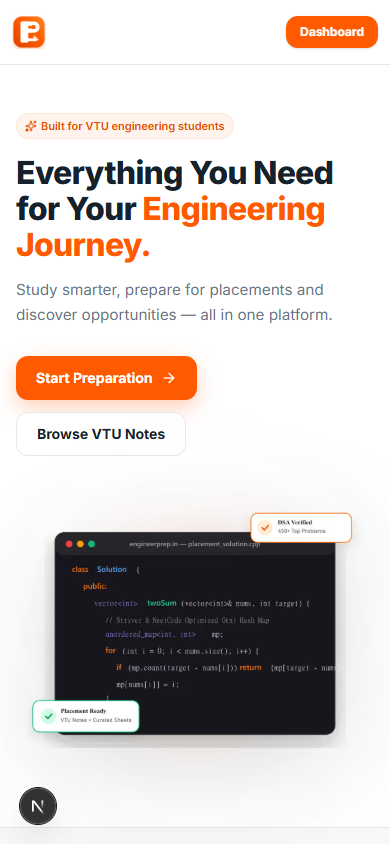 Dashboard
Built for VTU engineering students
Everything You Need
for Your Engineering
Journey.
Study smarter, prepare for placements and
discover opportunities — all in one platform.
Start Preparation →
Browse VTU Notes
DSA Verified
450+ Top Problems
engineerprep.in — placement_solution.cpp
class Solution {
public:
vector<int> twoSum (vector<int>& nums, int target) {
// Striver & NeetCode Optimized O(n) Hash Map
unordered_map<int, int> mp;
for (int i = 0; i < nums.size(); i++) {
if (mp.count(target - nums[i])) return {mp[target - nums
mp[nums[i]] = i;
}
Placement Ready
VTU Notes + Curated Sheets
N